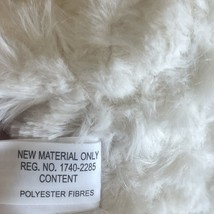 NEW MATERIAL ONLY
REG. NO. 1740-2285
CONTENT
POLYESTER FIBRES